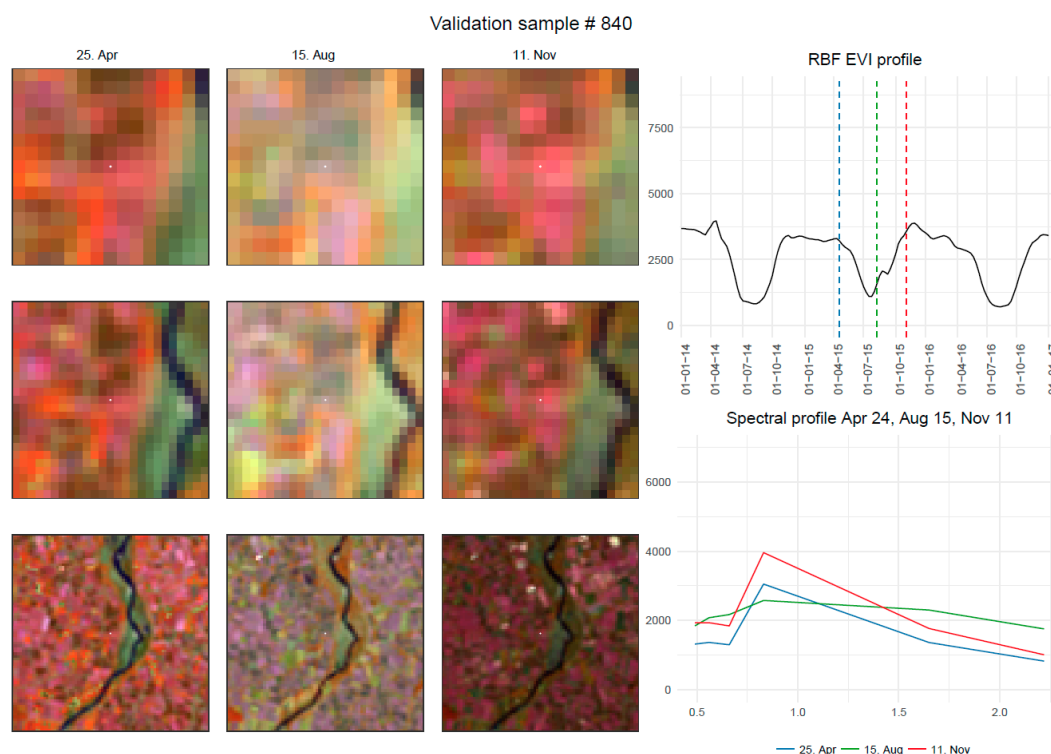 Validation sample # 840
25. Apr
15. Aug
11. Nov
RBF EVI profile
7500
5000
2500
0
01-01-14
01-04-14
01-07-14
01-10-14
01-01-15
01-04-15
01-07-15
01-10-15
01-01-16
01-04-16
01-07-16
01-10-16
Spectral profile Apr 24, Aug 15, Nov 11
6000
4000
2000
0
0.5
1.0
1.5
2.0
25. Apr
15. Aug
11. Nov